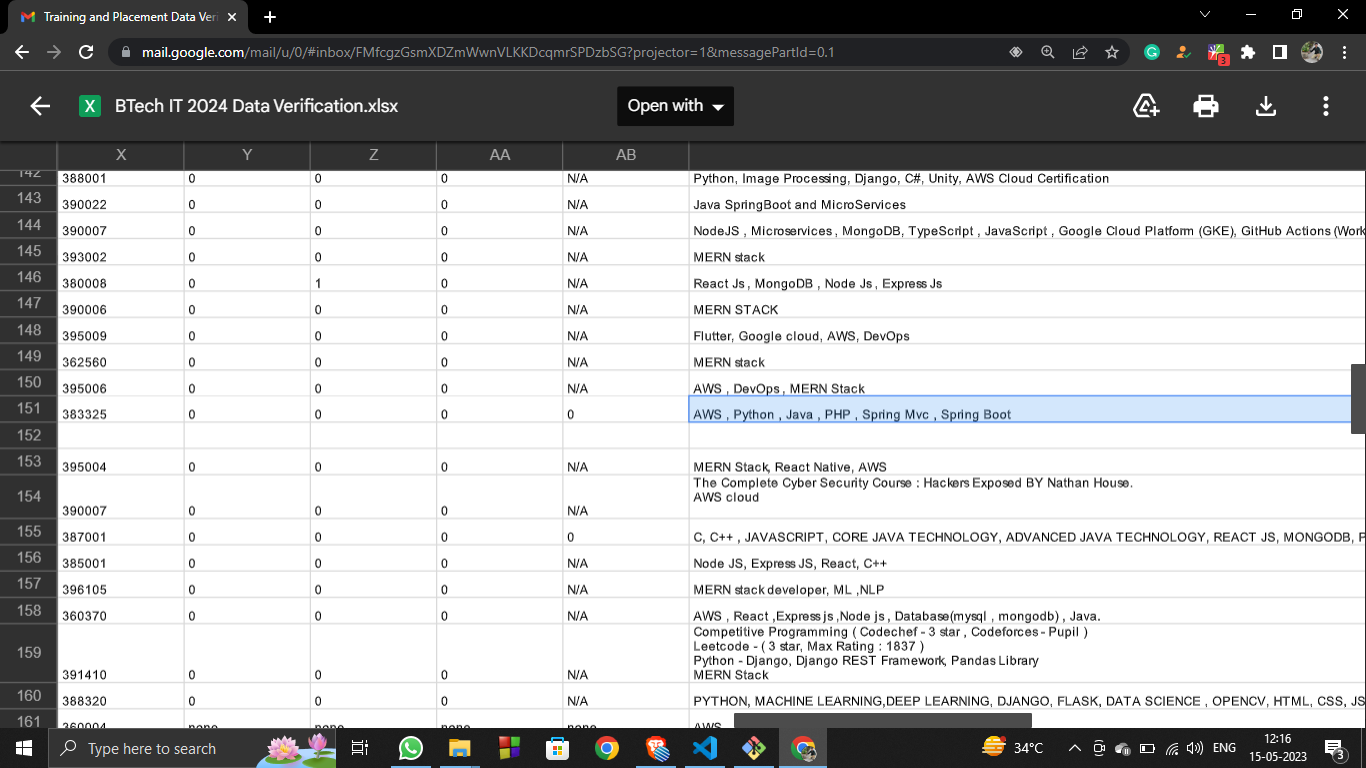 Training and Placement Data Veri
mail.google.com/mail/u/0/#inbox/FMfcgzGsmXDZmWwnVLKKDcqmrSPDzbSG?projector=1&messagePartId=0.1
3
X BTech IT 2024 Data Verification.xlsx Open with
X Y Z AA AB
142 388001 0 0 0 N/A Python, Image Processing, Django, C#, Unity, AWS Cloud Certification
143 390022 0 0 0 N/A Java SpringBoot and MicroServices
144 390007 0 0 0 N/A NodeJS , Microservices , MongoDB, TypeScript , JavaScript , Google Cloud Platform (GKE), GitHub Actions (Work
145 393002 0 0 0 N/A MERN stack
146 380008 0 1 0 N/A React Js , MongoDB , Node Js , Express Js
147 390006 0 0 0 N/A MERN STACK
148 395009 0 0 0 N/A Flutter, Google cloud, AWS, DevOps
149 362560 0 0 0 N/A MERN stack
150 395006 0 0 0 N/A AWS , DevOps , MERN Stack
151 383325 0 0 0 0 AWS , Python , Java , PHP , Spring Mvc , Spring Boot
152
153 395004 0 0 0 N/A MERN Stack, React Native, AWS
The Complete Cyber Security Course : Hackers Exposed BY Nathan House.
154 AWS cloud
390007 0 0 0 N/A
155 387001 0 0 0 0 C, C++ , JAVASCRIPT, CORE JAVA TECHNOLOGY, ADVANCED JAVA TECHNOLOGY, REACT JS, MONGODB, P
156 385001 0 0 0 N/A Node JS, Express JS, React, C++
157 396105 0 0 0 N/A MERN stack developer, ML ,NLP
158 360370 0 0 0 N/A AWS , React ,Express js ,Node js , Database(mysql , mongodb) , Java.
Competitive Programming ( Codechef - 3 star , Codeforces - Pupil )
Leetcode - ( 3 star, Max Rating : 1837 )
159 Python - Django, Django REST Framework, Pandas Library
391410 0 0 0 N/A MERN Stack
160 388320 0 0 0 N/A PYTHON, MACHINE LEARNING,DEEP LEARNING, DJANGO, FLASK, DATA SCIENCE , OPENCV, HTML, CSS, JS
161 360004 none none none none AWS
Type here to search 34°C ENG 12:16
15-05-2023 3